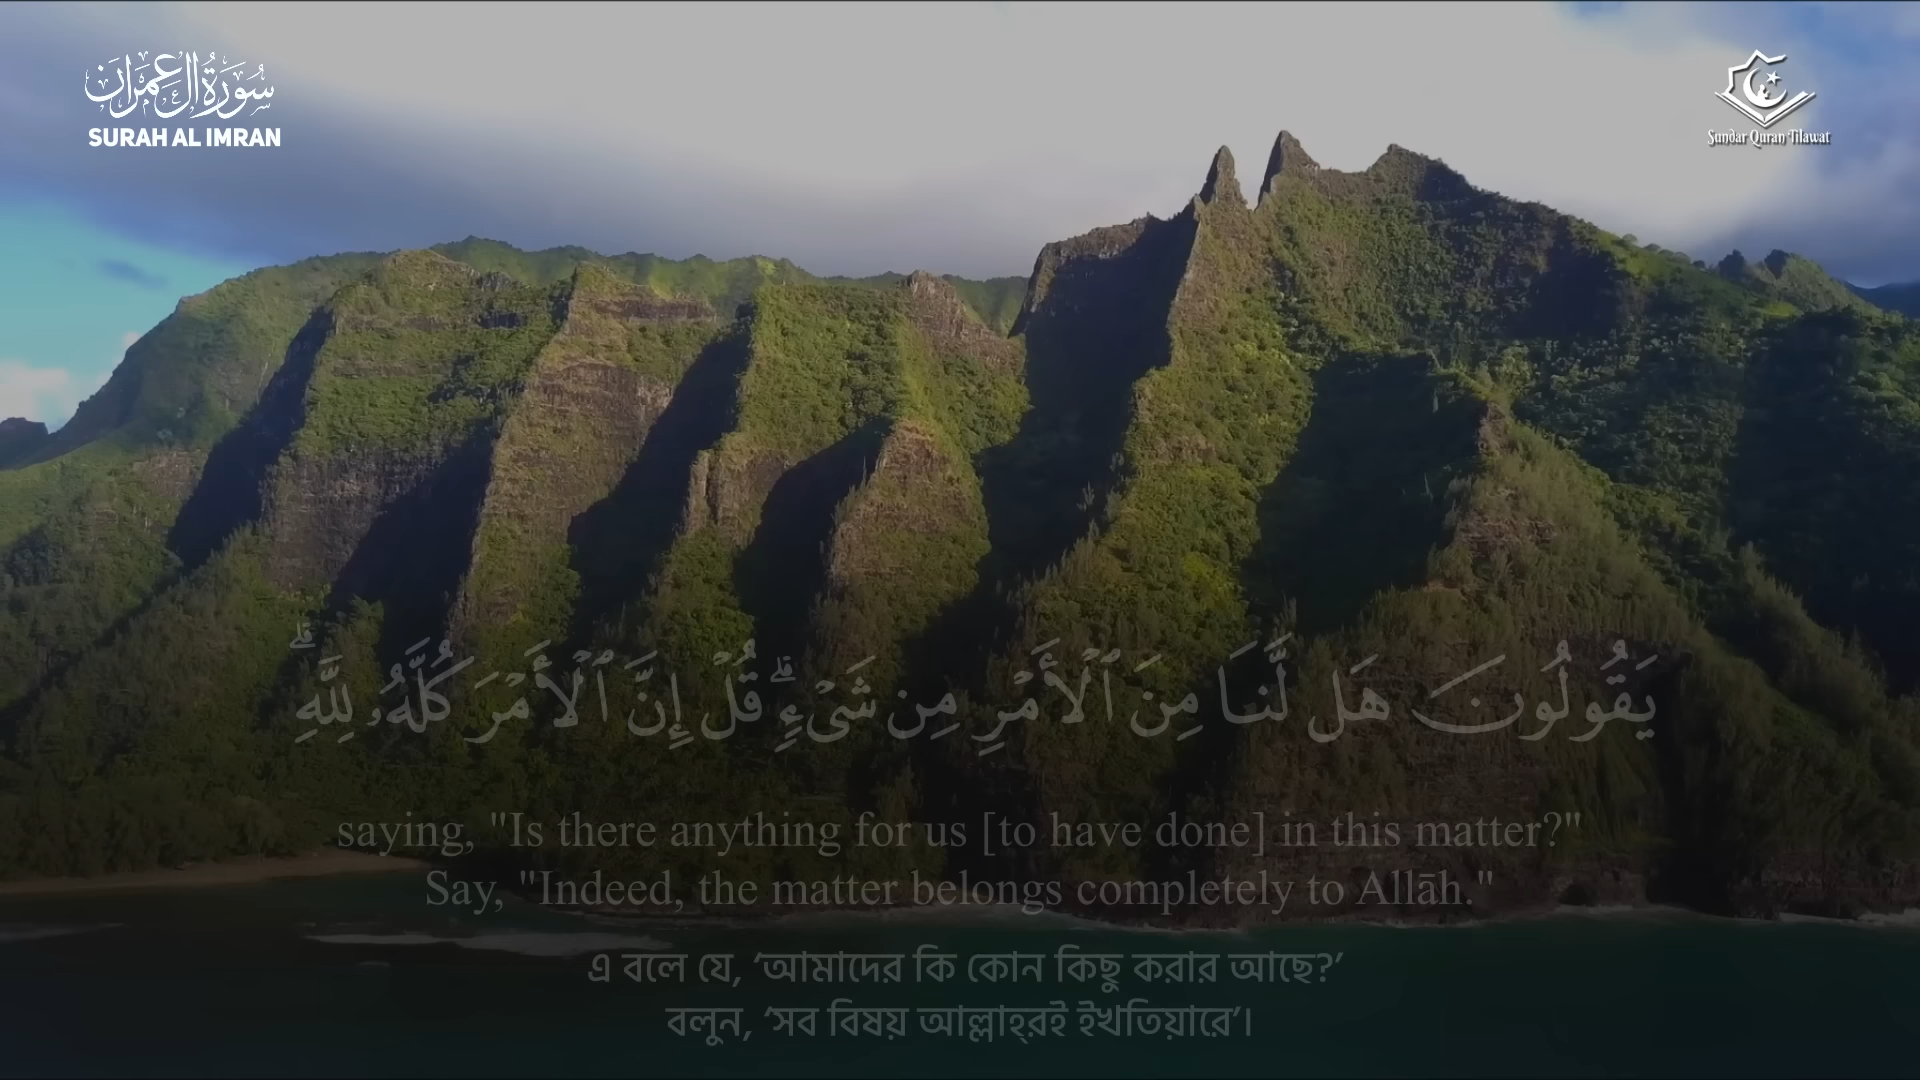 سُورَةُ آلِ عِمْرَان
SURAH AL IMRAN
Sundar Quran Tilawat
يَقُولُونَ هَل لَّنَا مِنَ ٱلْأَمْرِ مِن شَىْءٍ ۗ قُلْ إِنَّ ٱلْأَمْرَ كُلَّهُۥ لِلَّهِ ۗ
saying, "Is there anything for us [to have done] in this matter?"
Say, "Indeed, the matter belongs completely to Allāh."
এ বলে যে, ‘আমাদের কি কোন কিছু করার আছে?’
বলুন, ‘সব বিষয় আল্লাহ্‌রই ইখতিয়ারে’।